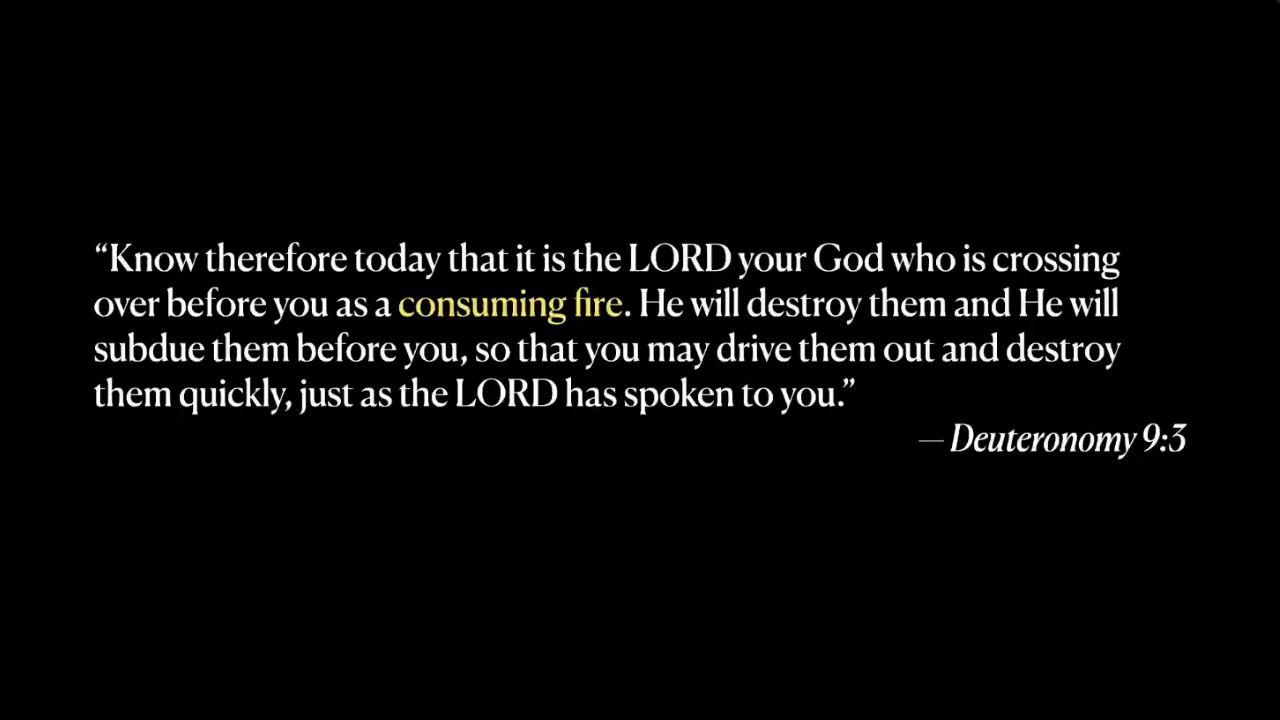 “Know therefore today that it is the LORD your God who is crossing
over before you as a consuming fire. He will destroy them and He will
subdue them before you, so that you may drive them out and destroy
them quickly, just as the LORD has spoken to you.”
— Deuteronomy 9:3